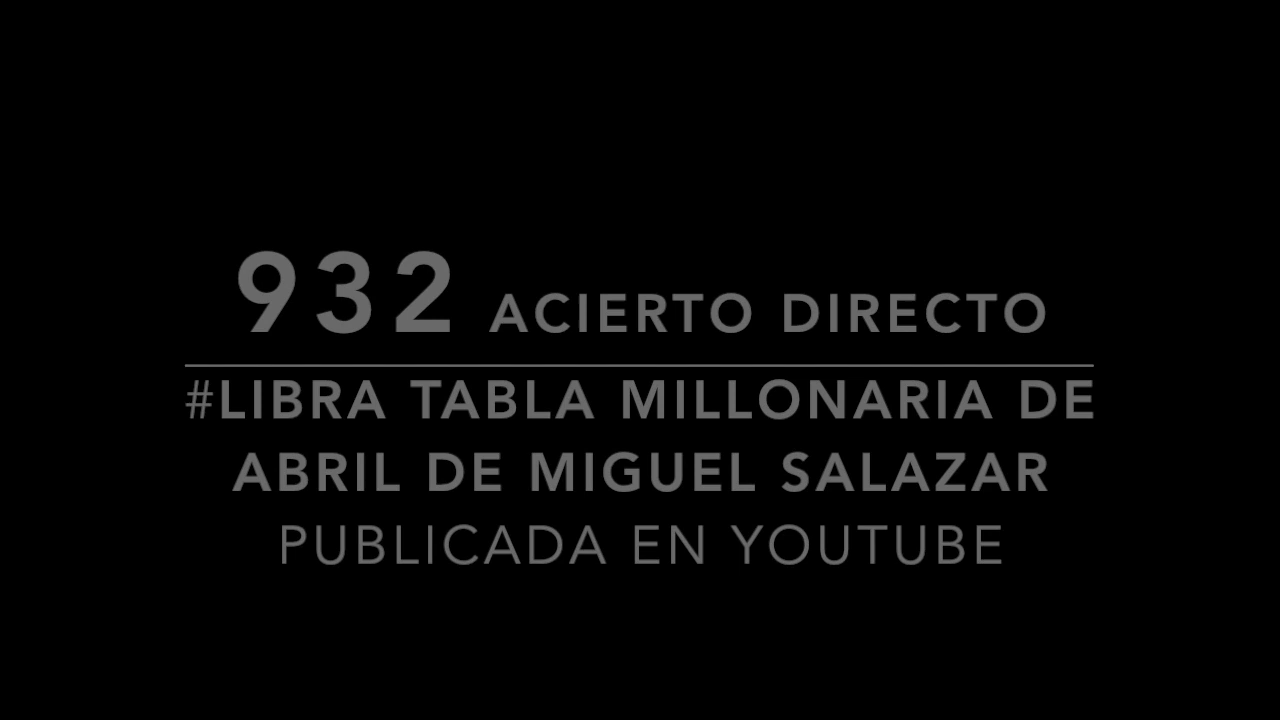 932 ACIERTO DIRECTO
#LIBRA TABLA MILLONARIA DE
ABRIL DE MIGUEL SALAZAR
PUBLICADA EN YOUTUBE